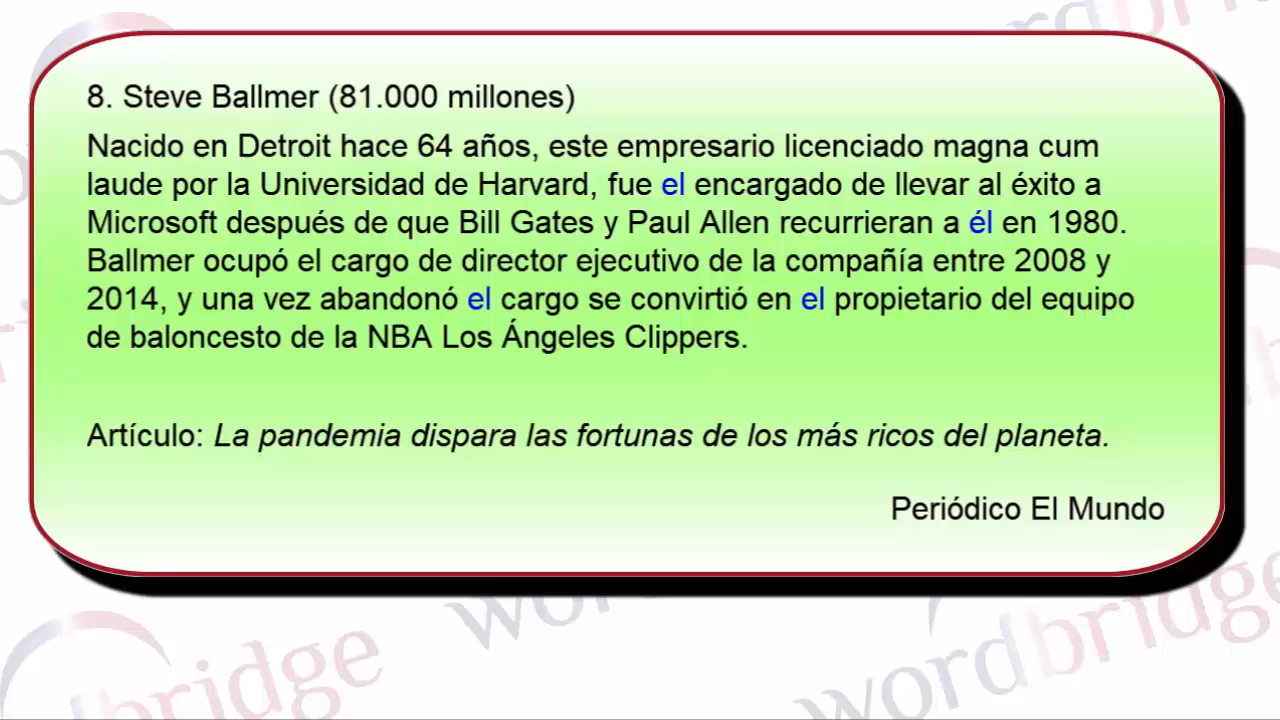 8. Steve Ballmer (81.000 millones)
Nacido en Detroit hace 64 años, este empresario licenciado magna cum
laude por la Universidad de Harvard, fue el encargado de llevar al éxito a
Microsoft después de que Bill Gates y Paul Allen recurrieran a él en 1980.
Ballmer ocupó el cargo de director ejecutivo de la compañía entre 2008 y
2014, y una vez abandonó el cargo se convirtió en el propietario del equipo
de baloncesto de la NBA Los Ángeles Clippers.
Artículo: La pandemia dispara las fortunas de los más ricos del planeta.
Periódico El Mundo
wordbridge